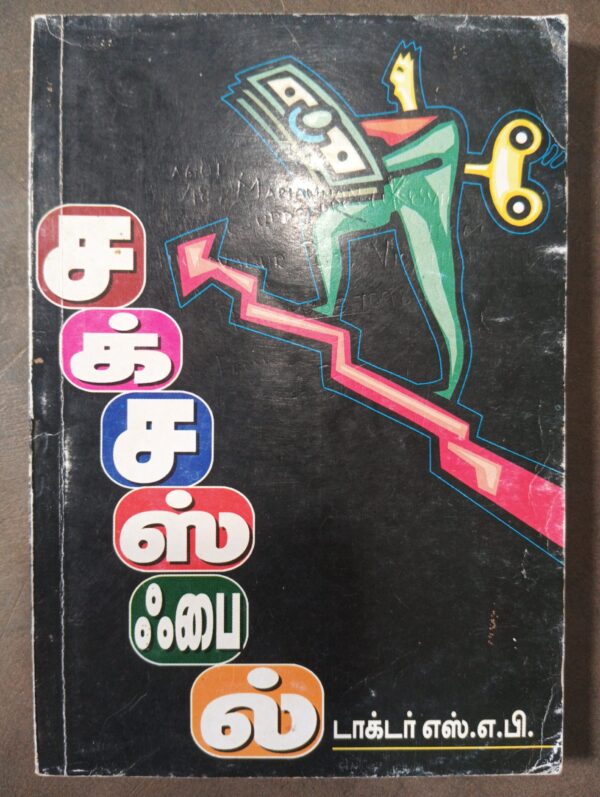 ச
க்
ச
ஸ்
ஃபை
ல்
டாக்டர் எஸ்.ஏ.பி.